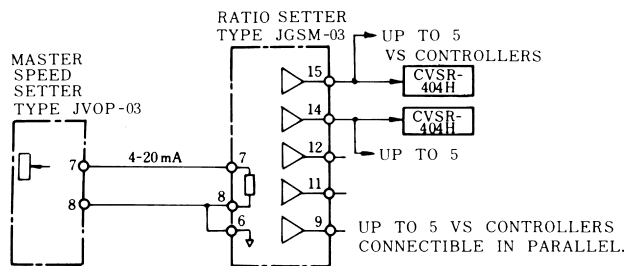 RATIO SETTER
TYPE JGSM-03
UP TO 5
VS CONTROLLERS
MASTER
SPEED
SETTER
TYPE JVOP-03
15
CVSR-
404H
14
CVSR-
404H
7
4-20mA
7
12
UP TO 5
8
8
11
6
9
UP TO 5 VS CONTROLLERS
CONNECTIBLE IN PARALLEL.